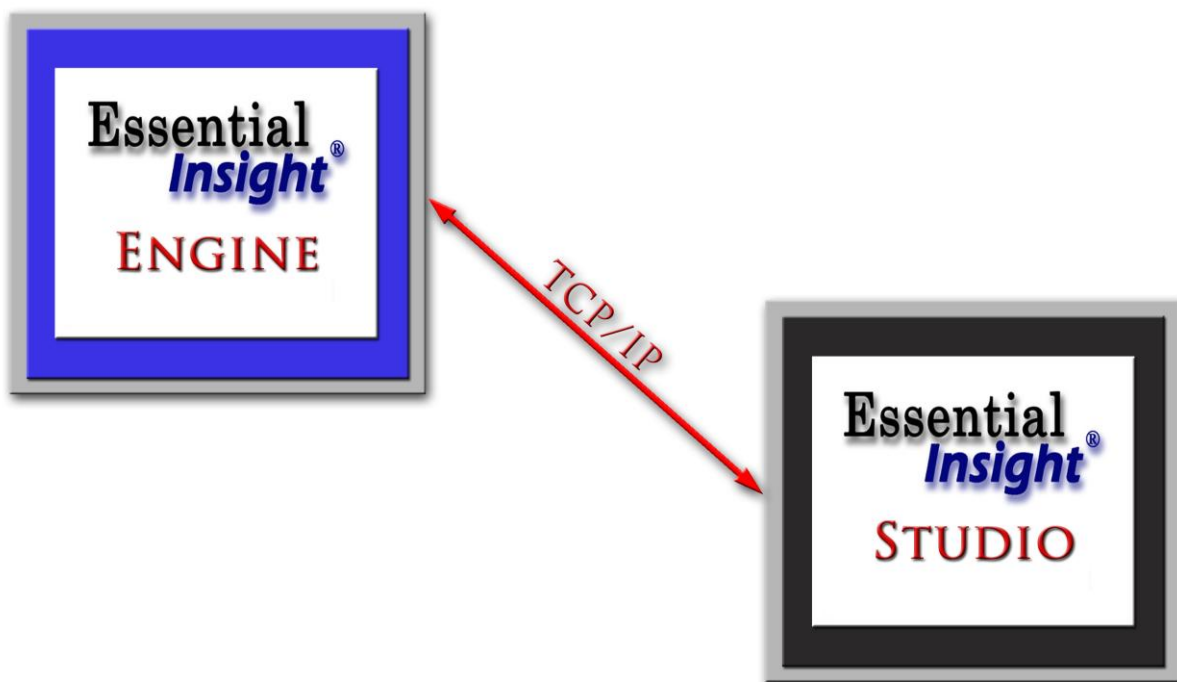 Essential
Insight®
ENGINE
TCP/IP
Essential
Insight®
STUDIO